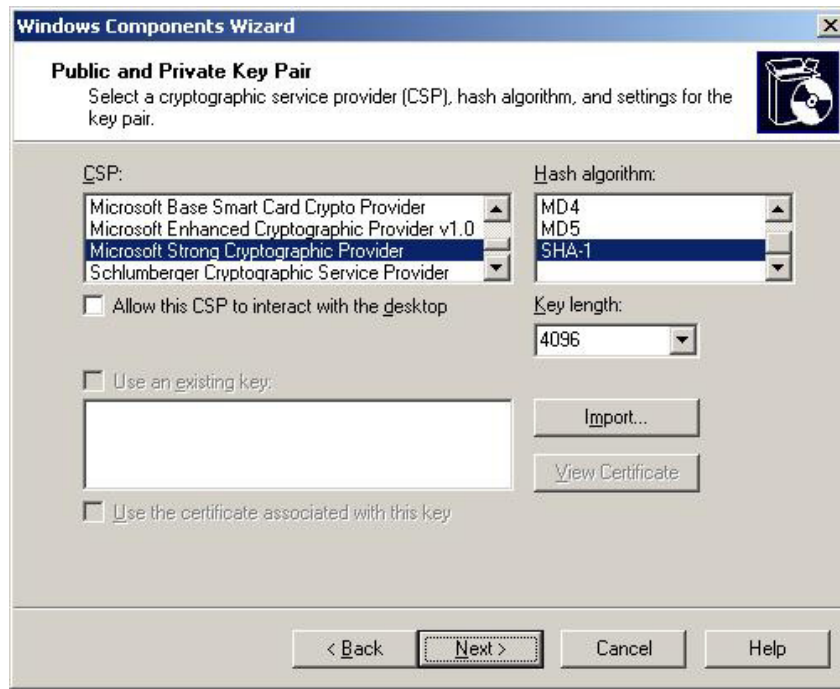 Windows Components Wizard
Public and Private Key Pair
Select a cryptographic service provider (CSP), hash algorithm, and settings for the
key pair.
CSP:
Microsoft Base Smart Card Crypto Provider
Microsoft Enhanced Cryptographic Provider v1.0
Microsoft Strong Cryptographic Provider
Schlumberger Cryptographic Service Provider
Allow this CSP to interact with the desktop
Hash algorithm:
MD4
MD5
SHA-1
Key length:
4096
Use an existing key:
Import...
View Certificate
Use the certificate associated with this key
< Back
Next >
Cancel
Help